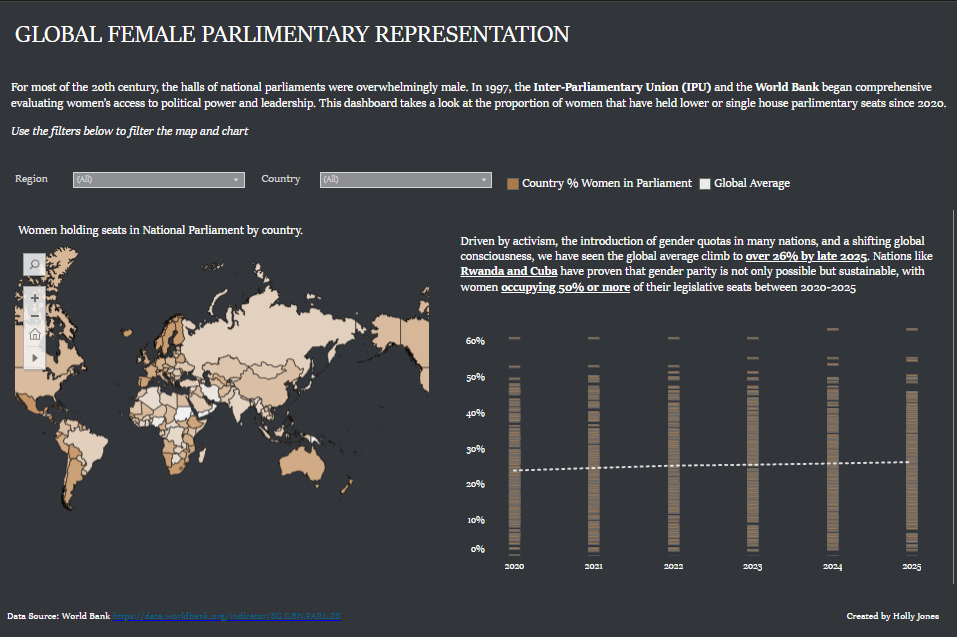 GLOBAL FEMALE PARLIMENTARY REPRESENTATION
For most of the 20th century, the halls of national parliaments were overwhelmingly male. In 1997, the Inter-Parliamentary Union (IPU) and the World Bank began comprehensive
evaluating women's access to political power and leadership. This dashboard takes a look at the proportion of women that have held lower or single house parlimentary seats since 2020.
Use the filters below to filter the map and chart
Region (All) Country (All) Country % Women in Parliament Global Average
Women holding seats in National Parliament by country.
Driven by activism, the introduction of gender quotas in many nations, and a shifting global
consciousness, we have seen the global average climb to over 26% by late 2025. Nations like
Rwanda and Cuba have proven that gender parity is not only possible but sustainable, with
women occupying 50% or more of their legislative seats between 2020-2025
60%
50%
40%
30%
20%
10%
0%
2020 2021 2022 2023 2024 2025
Data Source: World Bank https://data.worldbank.org/indicator/SG.GEN.PARL.ZS
Created by Holly Jones